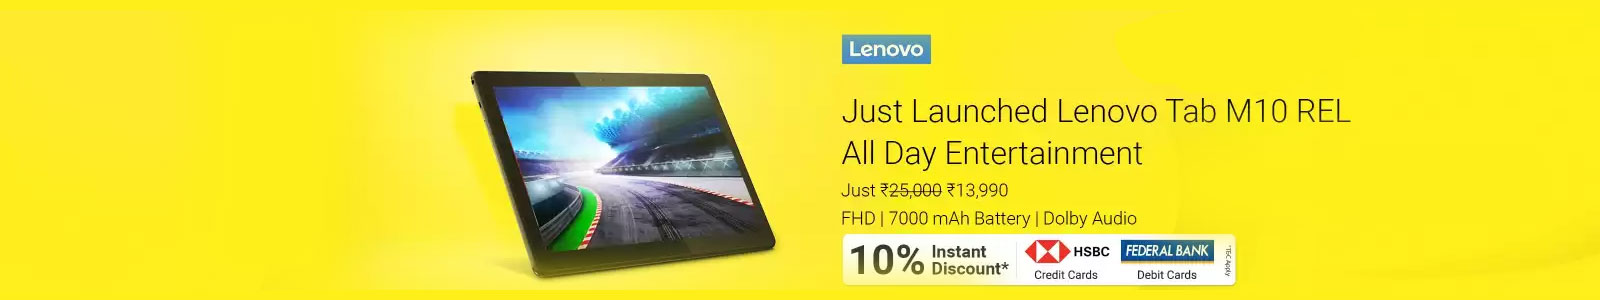 Lenovo
Just Launched Lenovo Tab M10 REL
All Day Entertainment
Just ₹25,000 ₹13,990
FHD | 7000 mAh Battery | Dolby Audio
10% Instant Discount*
HSBC
Credit Cards
FEDERAL BANK
Debit Cards
*T&C Apply